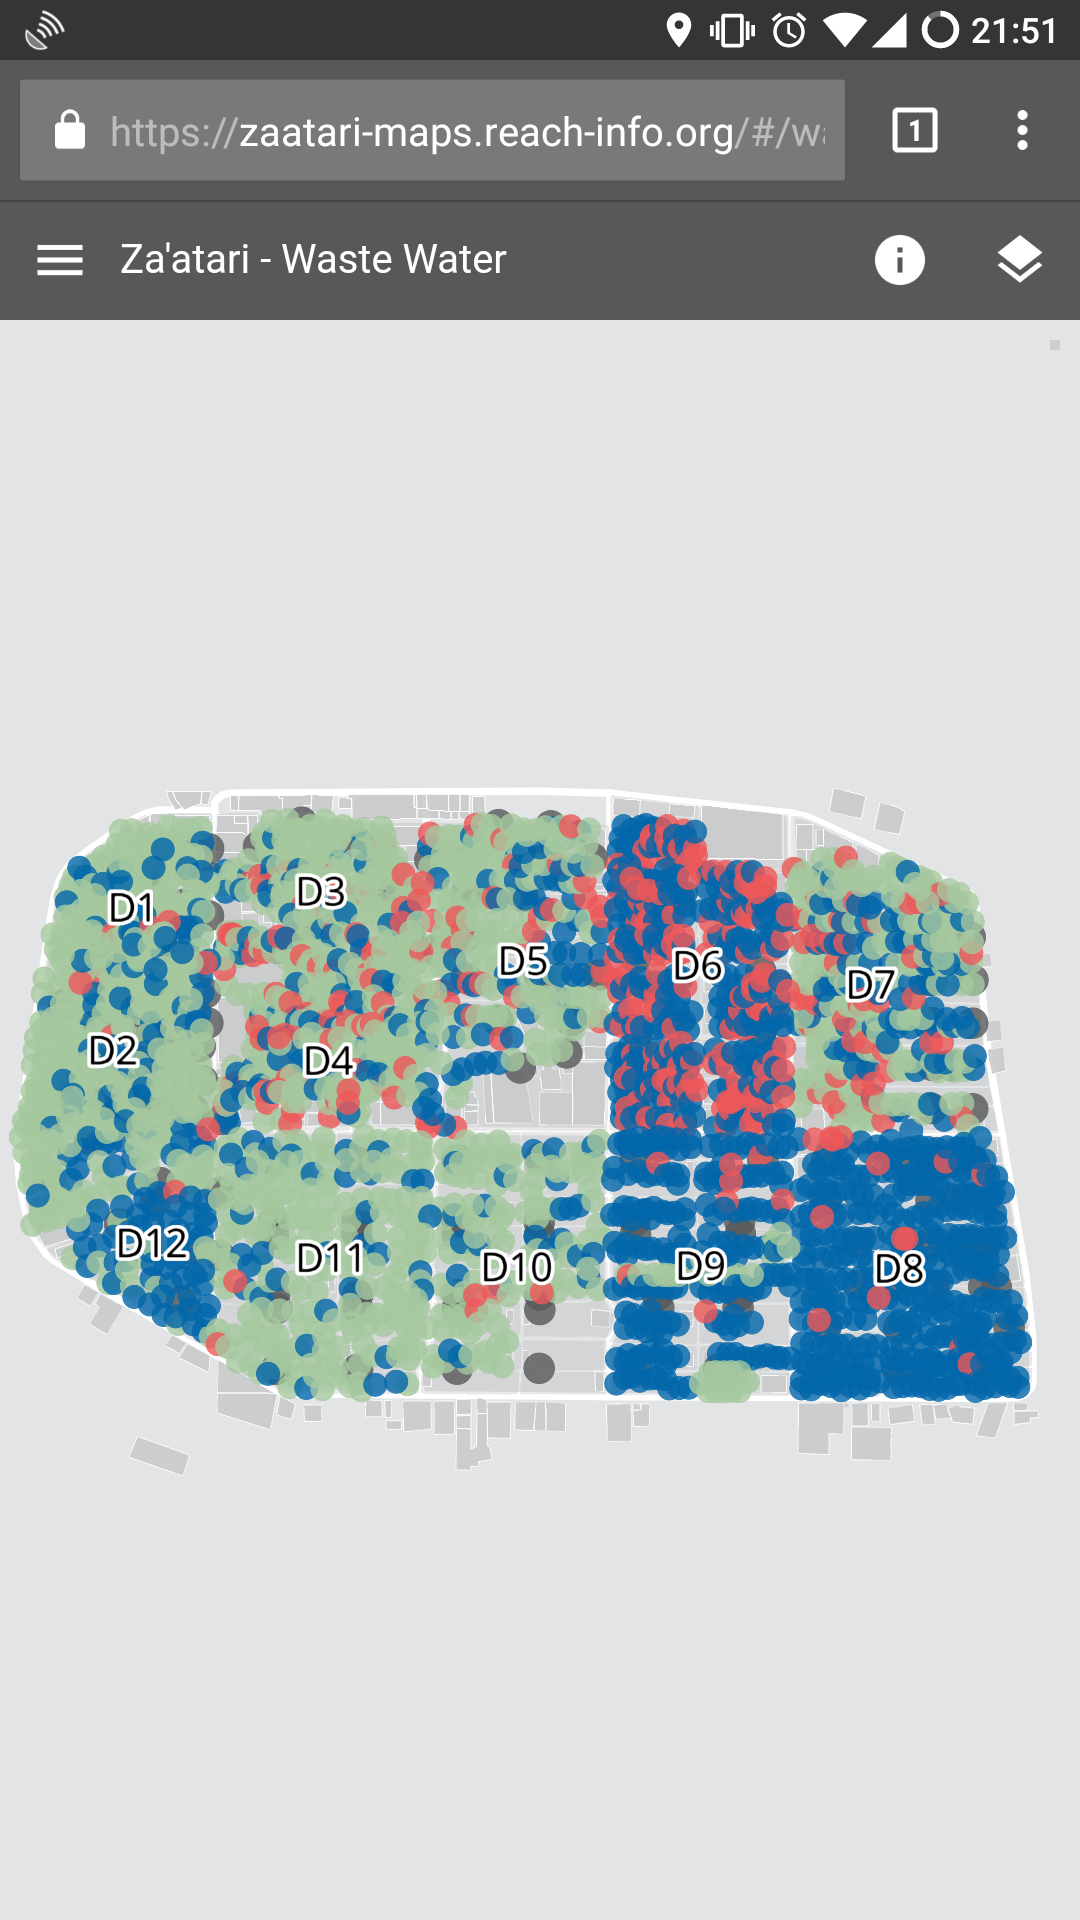 21:51
https://zaatari-maps.reach-info.org/#/wa
1
Za'atari - Waste Water
D1
D3
D5
D6
D7
D2
D4
D12
D11
D10
D9
D8